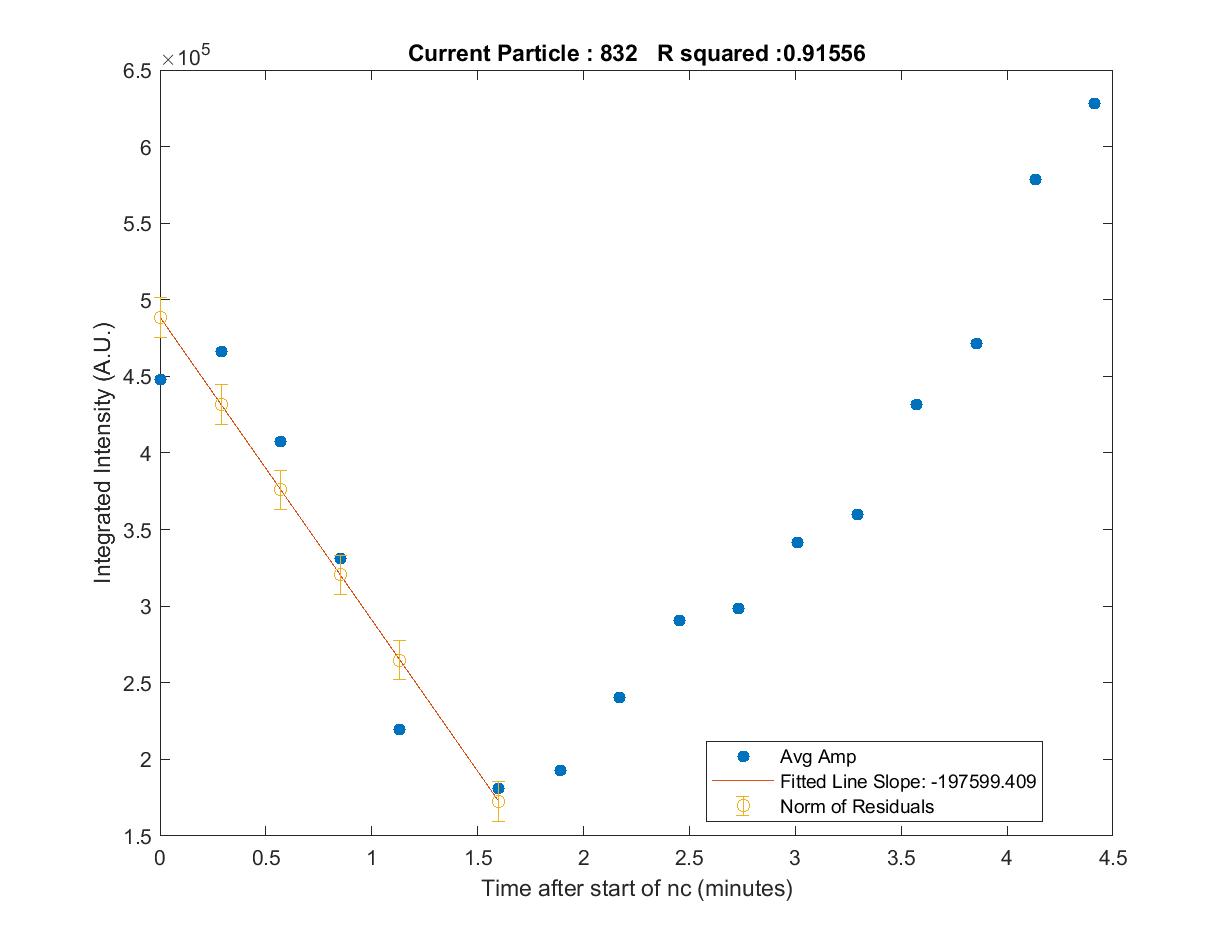 Current Particle : 832   R squared :0.91556
×10^5
6.5
6
5.5
5
4.5
4
3.5
3
2.5
2
1.5
Integrated Intensity (A.U.)
0 0.5 1 1.5 2 2.5 3 3.5 4 4.5
Time after start of nc (minutes)
Avg Amp
Fitted Line Slope: -197599.409
Norm of Residuals